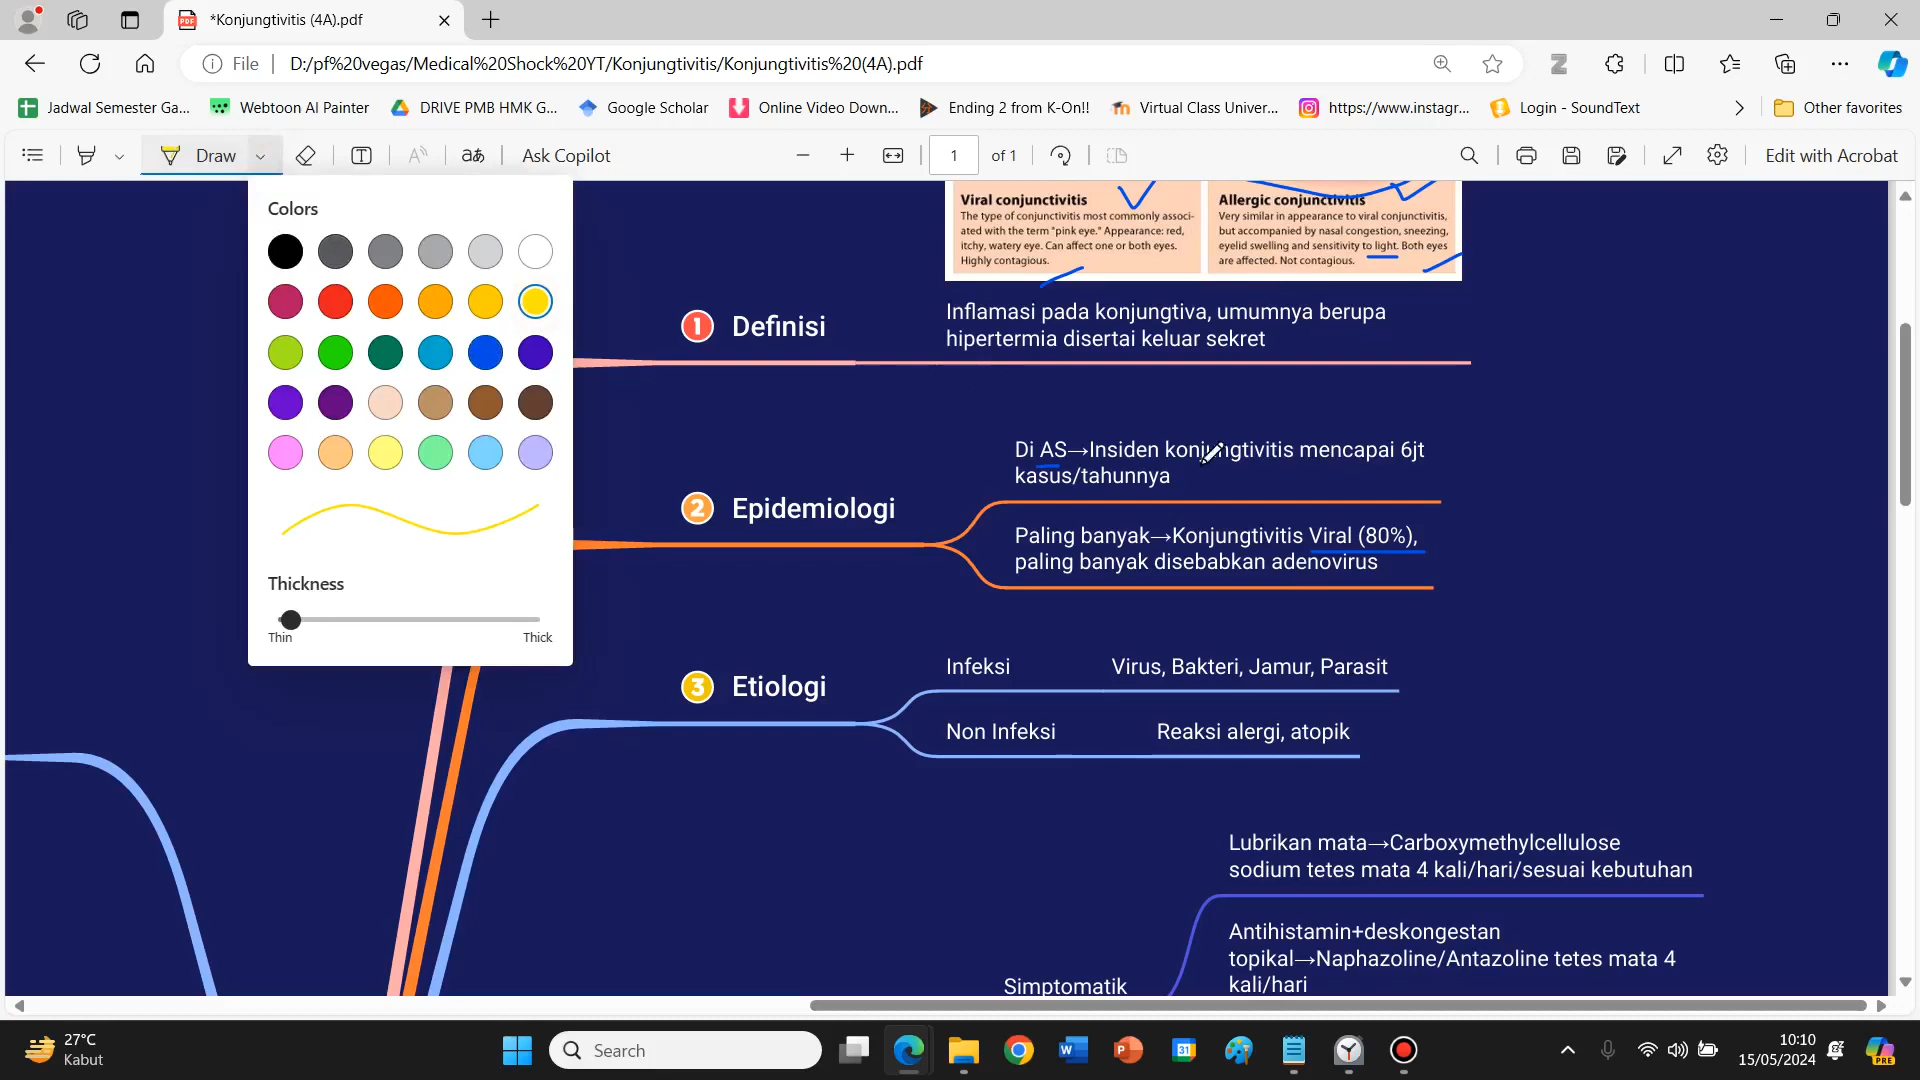 *Konjungtivitis (4A).pdf
File
D:/pf%20vegas/Medical%20Shock%20YT/Konjungtivitis/Konjungtivitis%20(4A).pdf
Jadwal Semester Ga...
Webtoon AI Painter
DRIVE PMB HMK G...
Google Scholar
Online Video Down...
Ending 2 from K-On!!
Virtual Class Univer...
https://www.instagr...
Login - SoundText
Other favorites
Draw
Ask Copilot
1
of 1
Edit with Acrobat
Colors
Thickness
Thin
Thick
Viral conjunctivitis
The type of conjunctivitis most commonly associ-
ated with the term "pink eye." Appearance: red,
itchy, watery eye. Can affect one or both eyes.
Highly contagious.
Allergic conjunctivitis
Very similar in appearance to viral conjunctivitis,
but accompanied by nasal congestion, sneezing,
eyelid swelling and sensitivity to light. Both eyes
are affected. Not contagious.
1 Definisi
Inflamasi pada konjungtiva, umumnya berupa
hipertermia disertai keluar sekret
2 Epidemiologi
Di AS→Insiden konjungtivitis mencapai 6jt
kasus/tahunnya
Paling banyak→Konjungtivitis Viral (80%),
paling banyak disebabkan adenovirus
3 Etiologi
Infeksi
Virus, Bakteri, Jamur, Parasit
Non Infeksi
Reaksi alergi, atopik
Simptomatik
Lubrikan mata→Carboxymethylcellulose
sodium tetes mata 4 kali/hari/sesuai kebutuhan
Antihistamin+deskongestan
topikal→Naphazoline/Antazoline tetes mata 4
kali/hari
27°C
Kabut
Search
31
10:10
15/05/2024
PRE